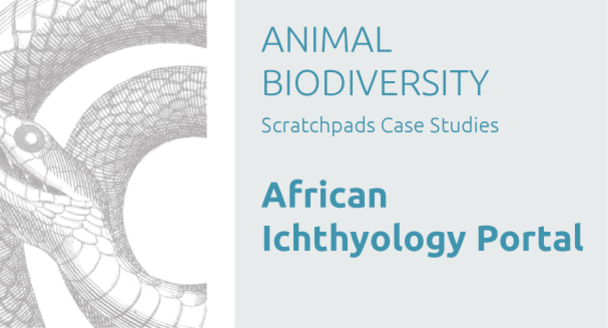 ANIMAL
BIODIVERSITY
Scratchpads Case Studies
African
Ichthyology Portal